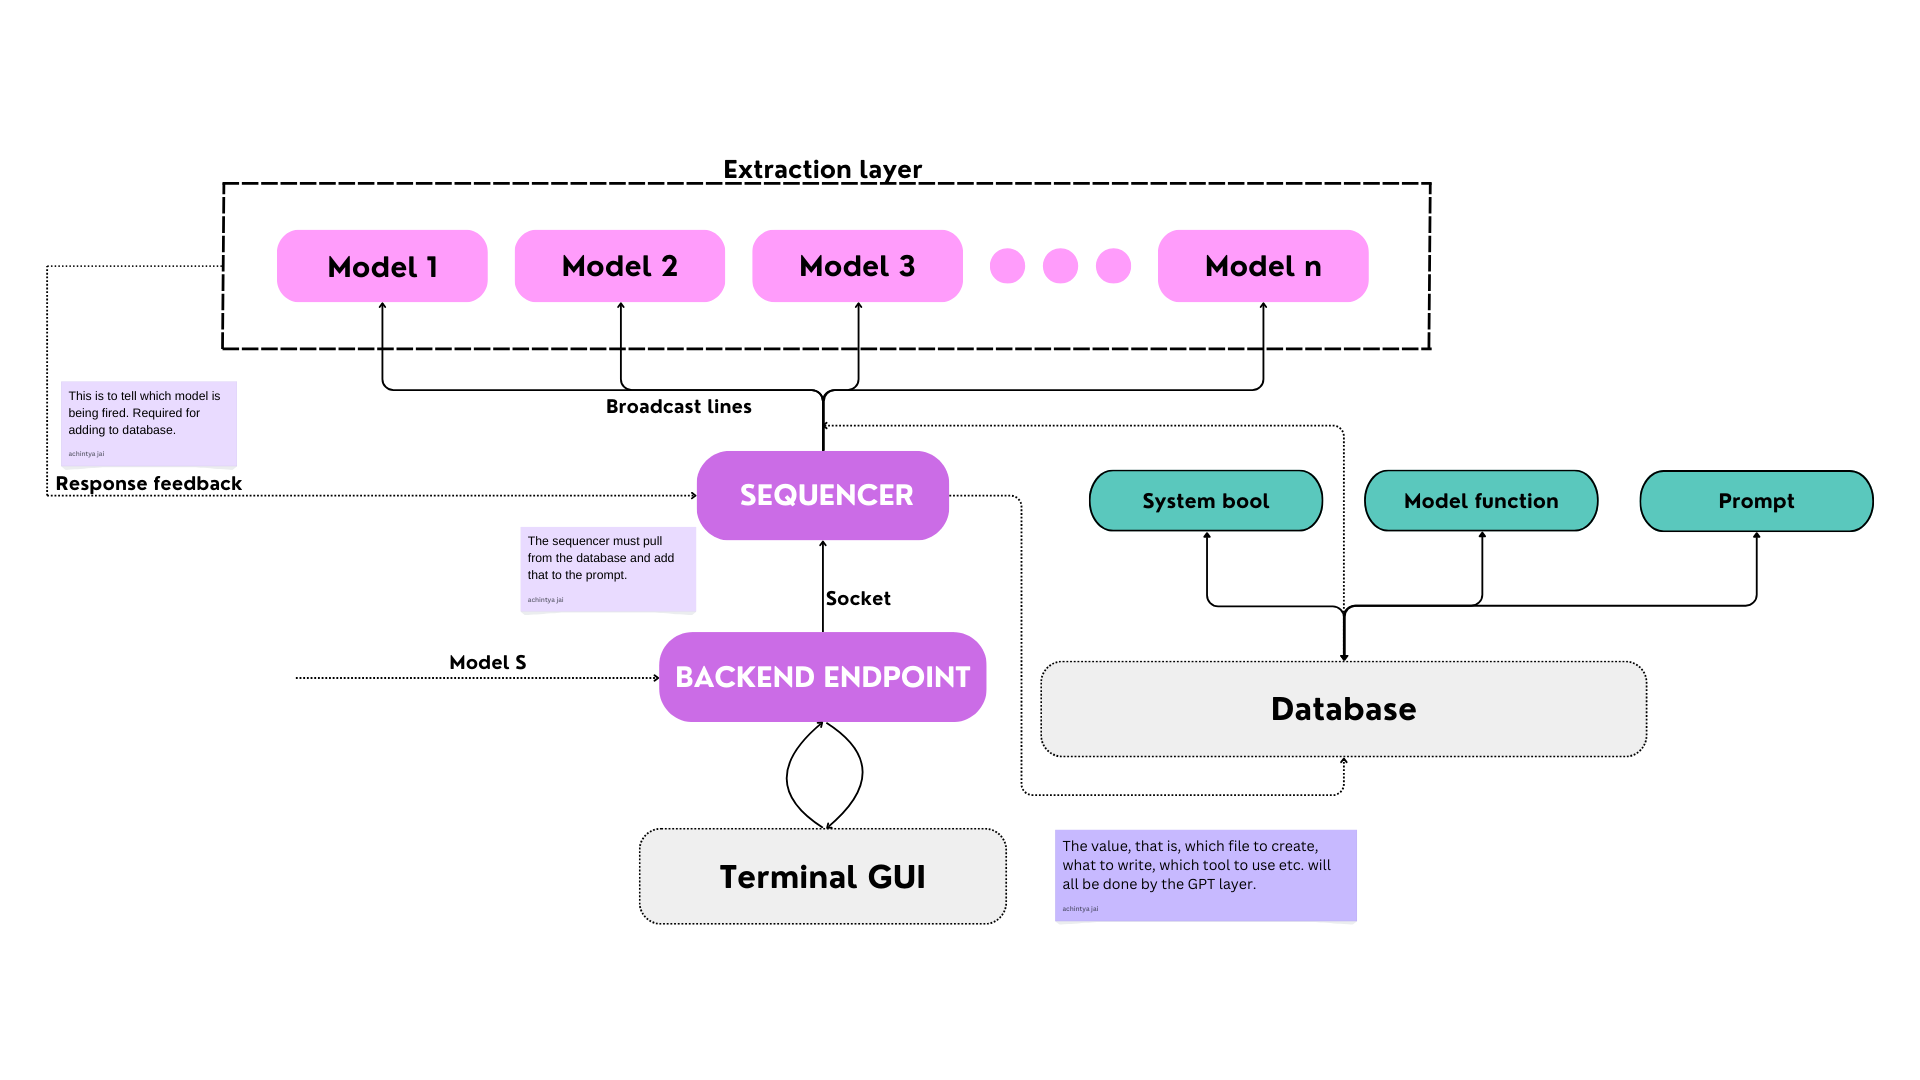 Extraction layer
Model 1
Model 2
Model 3
Model n
Broadcast lines
This is to tell which model is
being fired. Required for
adding to database.
achintya jai
Response feedback
SEQUENCER
System bool
Model function
Prompt
The sequencer must pull
from the database and add
that to the prompt.
achintya jai
Socket
Model S
BACKEND ENDPOINT
Database
Terminal GUI
The value, that is, which file to create,
what to write, which tool to use etc. will
all be done by the GPT layer.
achintya jai